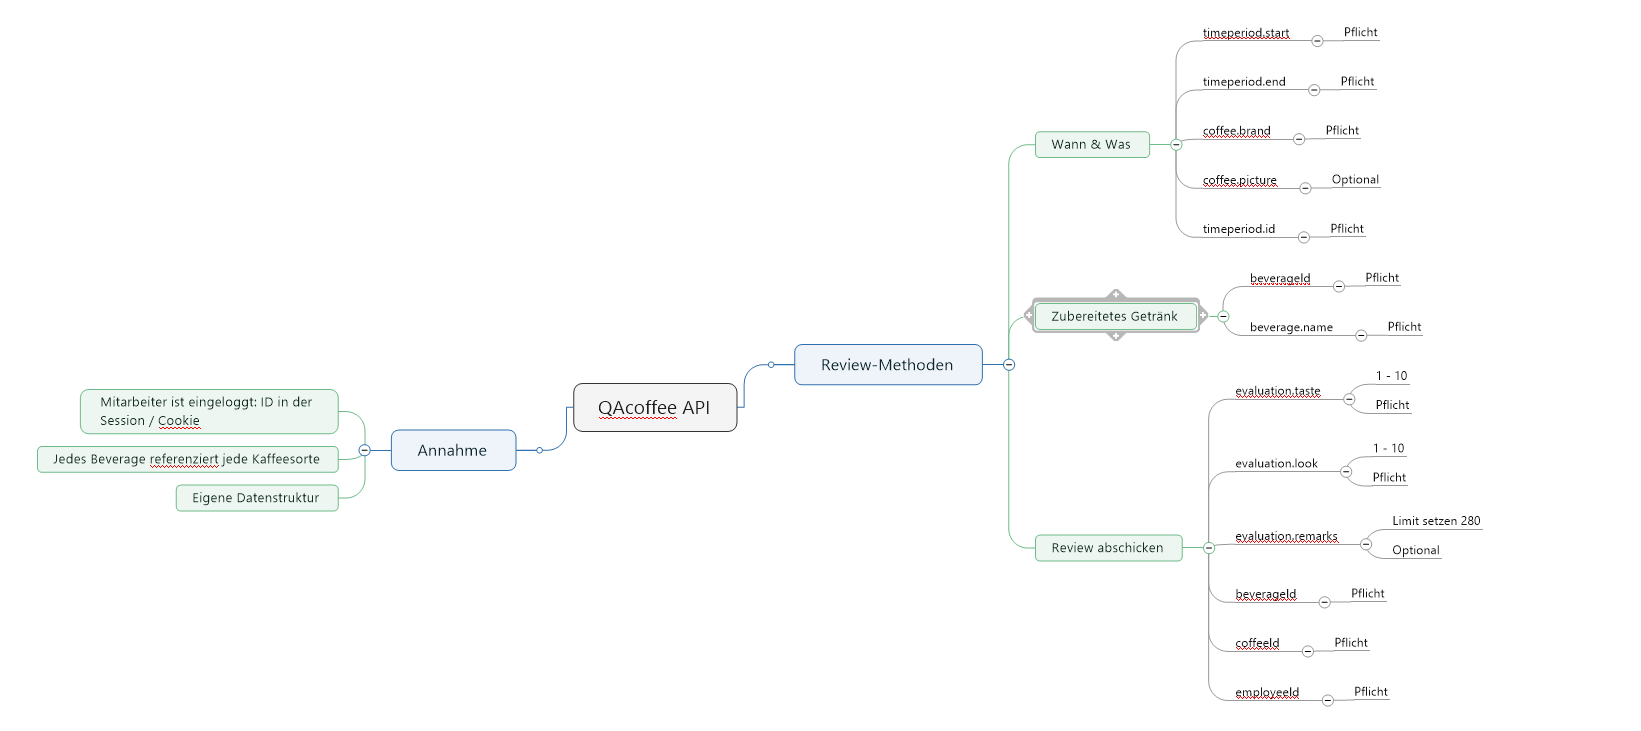 QAcoffee API
Annahme
Mitarbeiter ist eingeloggt: ID in der
Session / Cookie
Jedes Beverage referenziert jede Kaffeesorte
Eigene Datenstruktur
Review-Methoden
Wann & Was
timeperiod.start
Pflicht
timeperiod.end
Pflicht
coffee.brand
Pflicht
coffee.picture
Optional
timeperiod.id
Pflicht
Zubereitetes Getränk
beverageId
Pflicht
beverage.name
Pflicht
Review abschicken
evaluation.taste
1 - 10
Pflicht
evaluation.look
1 - 10
Pflicht
evaluation.remarks
Limit setzen 280
Optional
beverageId
Pflicht
coffeeId
Pflicht
employeeId
Pflicht